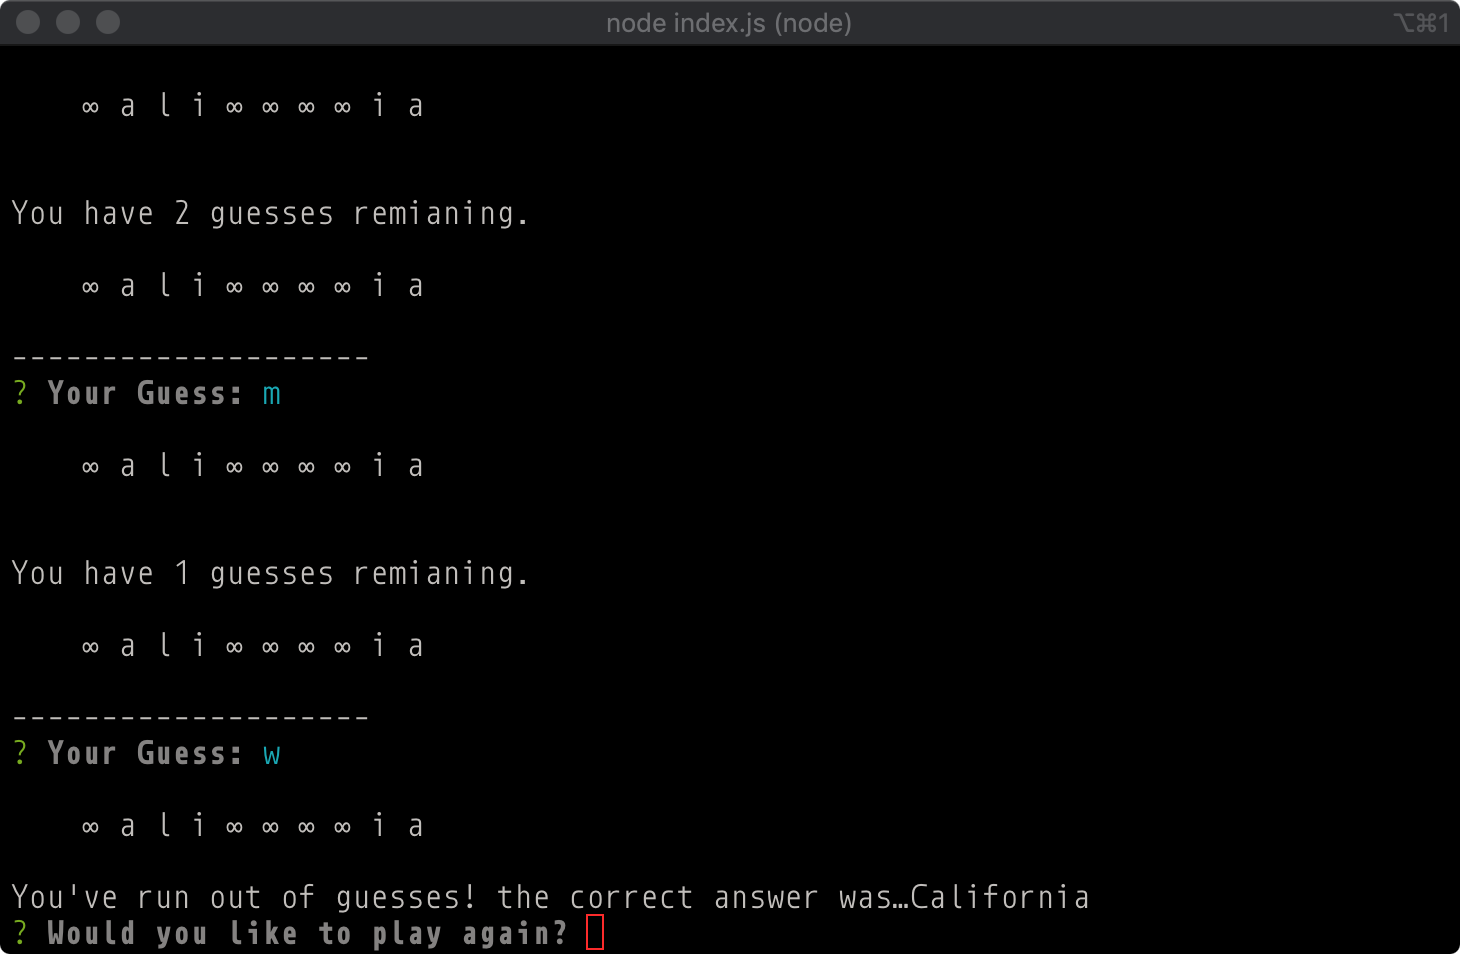 node index.js (node)
⌥⌘1
∞ a l i ∞ ∞ ∞ ∞ i a
You have 2 guesses remianing.
∞ a l i ∞ ∞ ∞ ∞ i a
--------------------
? Your Guess: m
∞ a l i ∞ ∞ ∞ ∞ i a
You have 1 guesses remianing.
∞ a l i ∞ ∞ ∞ ∞ i a
--------------------
? Your Guess: w
∞ a l i ∞ ∞ ∞ ∞ i a
You've run out of guesses! the correct answer was…California
? Would you like to play again?